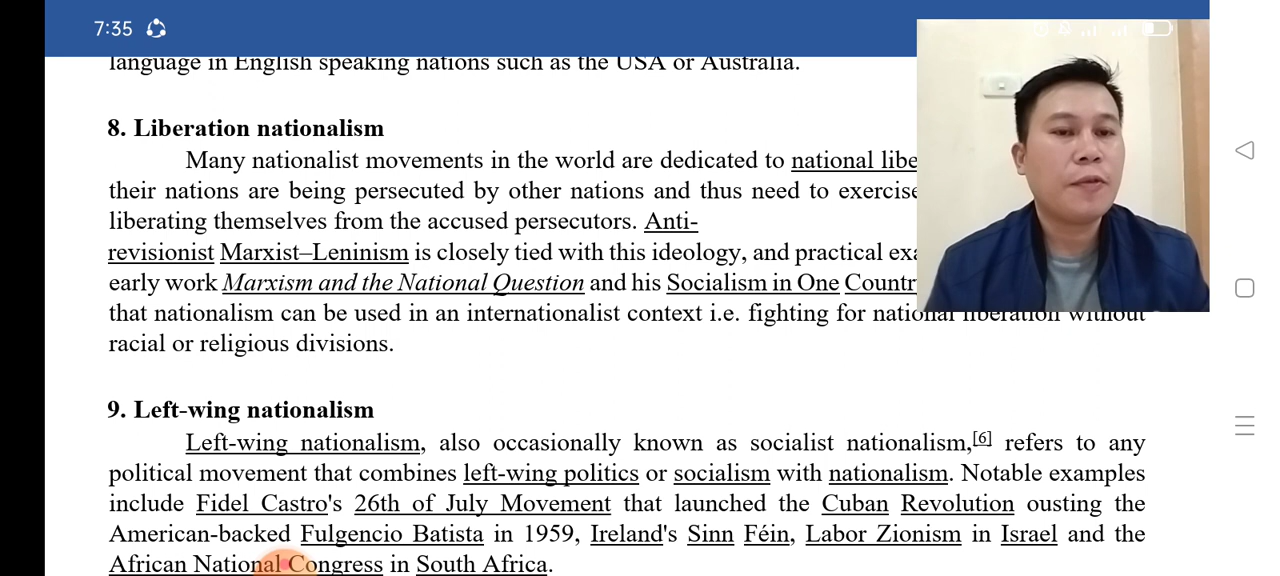 7:35
language in English speaking nations such as the USA or Australia.
8. Liberation nationalism
Many nationalist movements in the world are dedicated to national
their nations are being persecuted by other nations and thus need to exercise
liberating themselves from the accused persecutors. Anti-
revisionist Marxist–Leninism is closely tied with this ideology, and practical
early work Marxism and the National Question and his Socialism in One
that nationalism can be used in an internationalist context i.e. fighting for national liberation without
racial or religious divisions.
9. Left-wing nationalism
Left-wing nationalism, also occasionally known as socialist nationalism,[6] refers to any
political movement that combines left-wing politics or socialism with nationalism. Notable examples
include Fidel Castro's 26th of July Movement that launched the Cuban Revolution ousting the
American-backed Fulgencio Batista in 1959, Ireland's Sinn Féin, Labor Zionism in Israel and the
African National Congress in South Africa.